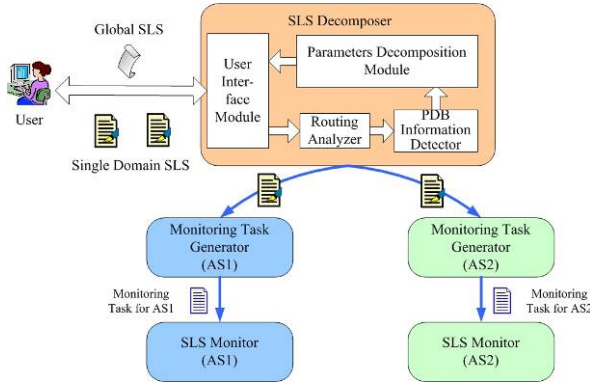 SLS Decomposer
Global SLS
User
Inter-
face
Module
Parameters Decomposition
Module
User
Routing
Analyzer
PDB
Information
Detector
Single Domain SLS
Monitoring Task
Generator
(AS1)
Monitoring Task
Generator
(AS2)
Monitoring
Task for AS1
Monitoring
Task for AS2
SLS Monitor
(AS1)
SLS Monitor
(AS2)